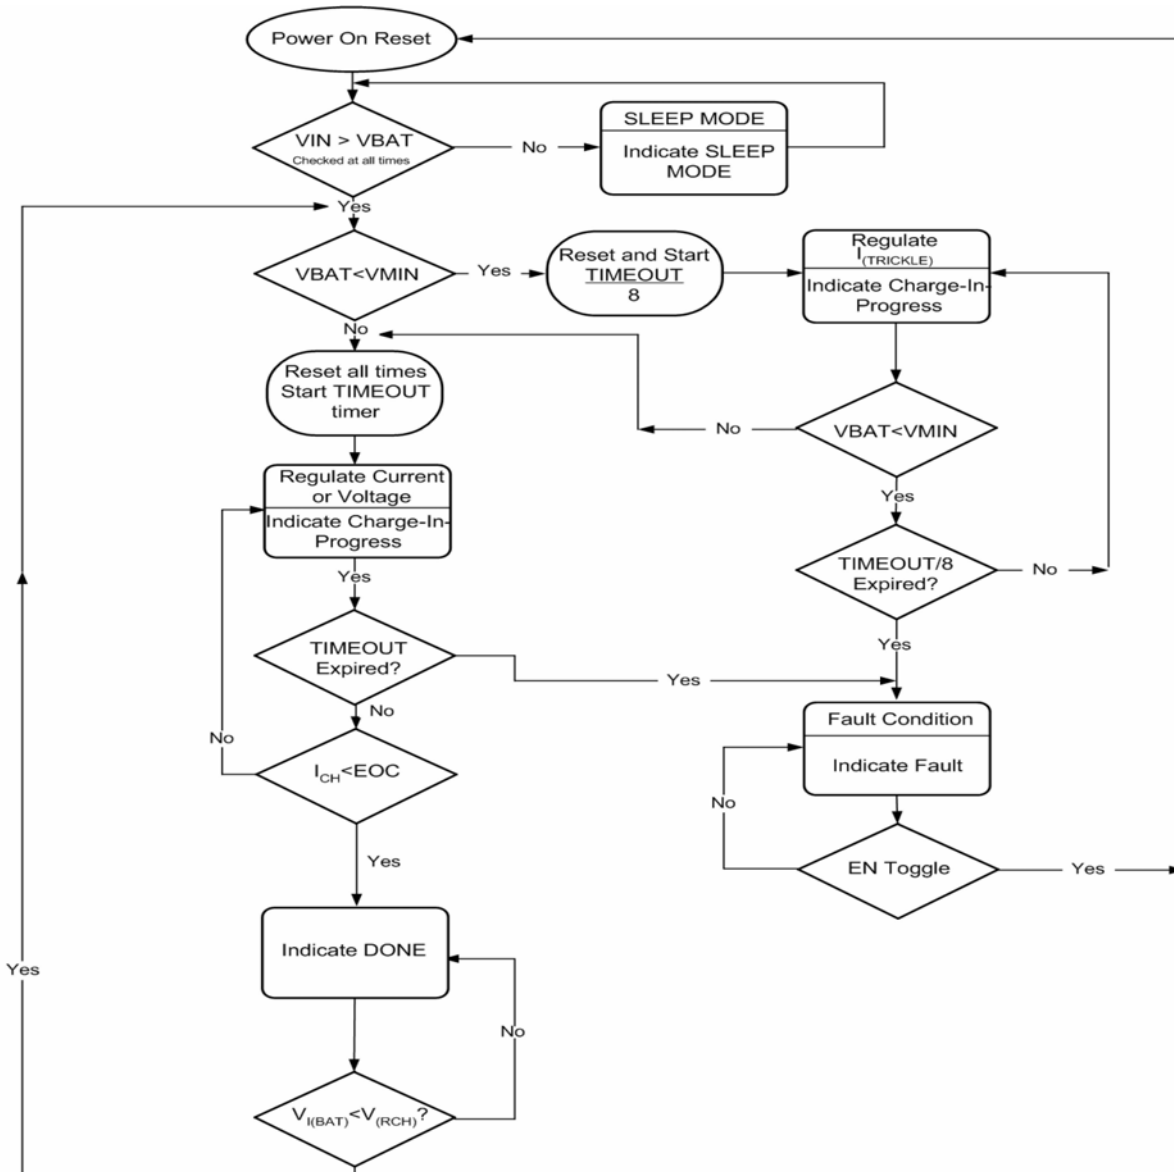 Power On Reset
VIN > VBAT
Checked at all times
No
SLEEP MODE
Indicate SLEEP
MODE
Yes
VBAT<VMIN
Yes
Reset and Start
TIMEOUT
8
Regulate
I(TRICKLE)
Indicate Charge-In-
Progress
No
Reset all times
Start TIMEOUT
timer
No
VBAT<VMIN
Regulate Current
or Voltage
Indicate Charge-In-
Progress
Yes
Yes
TIMEOUT/8
Expired?
No
TIMEOUT
Expired?
Yes
Yes
No
No
ICH<EOC
Fault Condition
Indicate Fault
No
Yes
EN Toggle
Yes
Indicate DONE
Yes
No
VI(BAT)<V(RCH)?